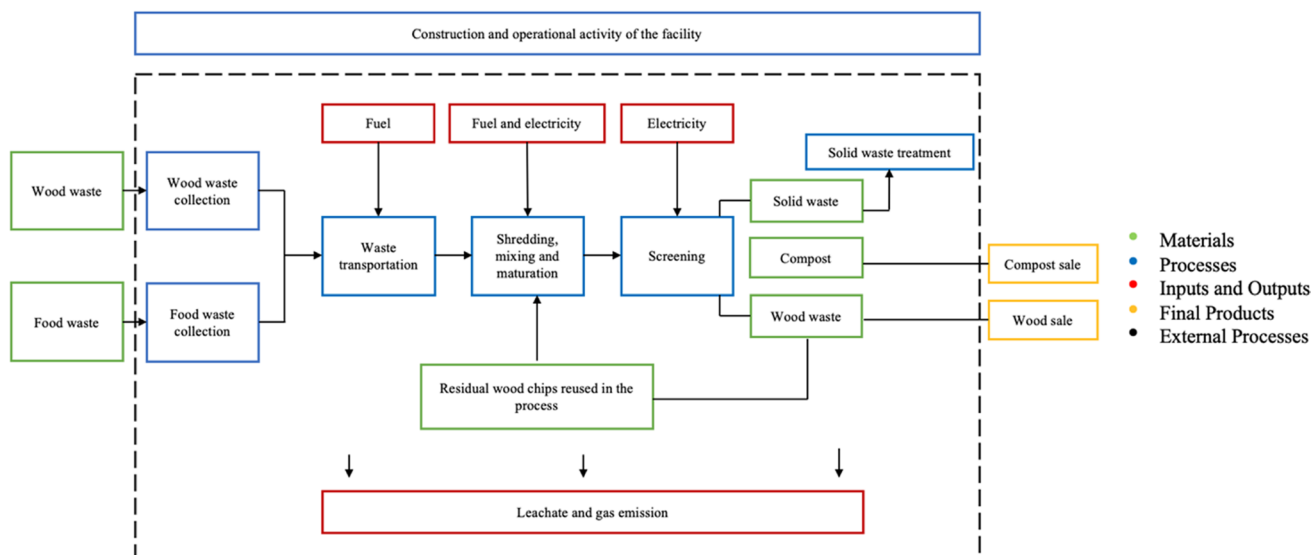 Construction and operational activity of the facility
Fuel
Fuel and electricity
Electricity
Solid waste treatment
Wood waste
Wood waste
collection
Solid waste
Waste
transportation
Shredding,
mixing and
maturation
Screening
Compost
Compost sale
Food waste
Food waste
collection
Wood waste
Wood sale
Residual wood chips reused in the
process
Leachate and gas emission
Materials
Processes
Inputs and Outputs
Final Products
External Processes